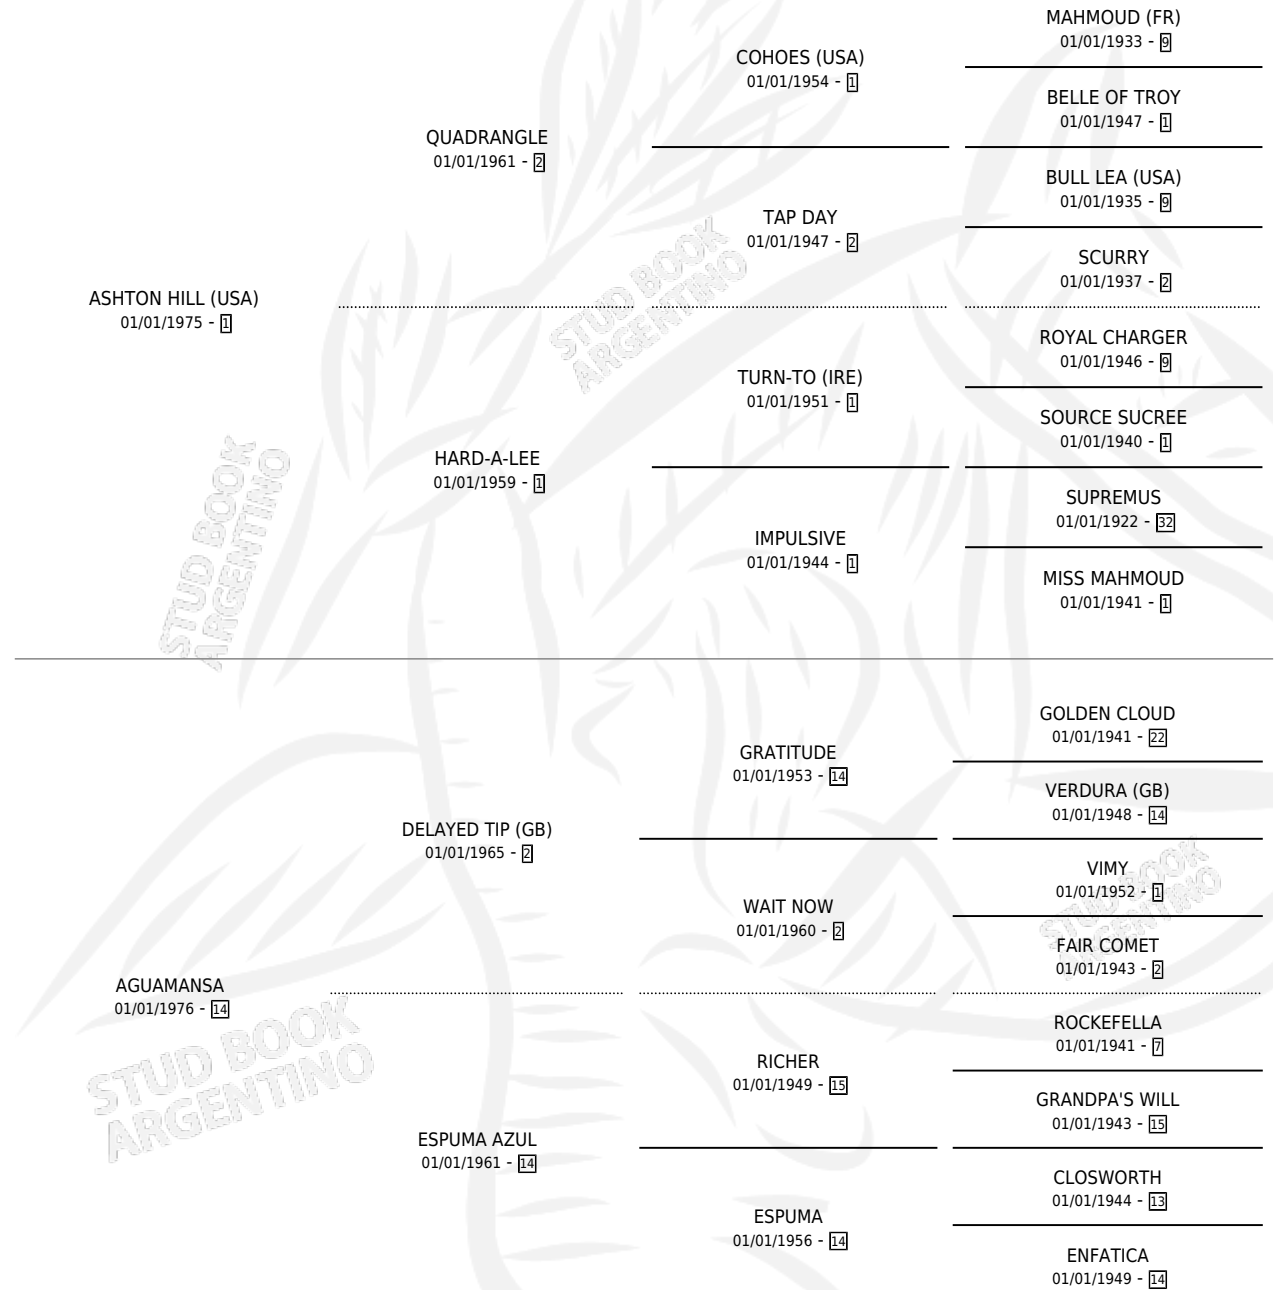 MAHMOUD (FR)
01/01/1933 - 9
COHOES (USA)
01/01/1954 - 1
BELLE OF TROY
01/01/1947 - 1
QUADRANGLE
01/01/1961 - 2
BULL LEA (USA)
01/01/1935 - 9
TAP DAY
01/01/1947 - 2
SCURRY
01/01/1937 - 2
ASHTON HILL (USA)
01/01/1975 - 1
ROYAL CHARGER
01/01/1946 - 9
TURN-TO (IRE)
01/01/1951 - 1
SOURCE SUCREE
01/01/1940 - 1
HARD-A-LEE
01/01/1959 - 1
SUPREMUS
01/01/1922 - 32
IMPULSIVE
01/01/1944 - 1
MISS MAHMOUD
01/01/1941 - 1
STUD BOOK
ARGENTINO
STUD BOOK
ARGENTINO
GOLDEN CLOUD
01/01/1941 - 22
GRATITUDE
01/01/1953 - 14
VERDURA (GB)
01/01/1948 - 14
DELAYED TIP (GB)
01/01/1965 - 2
VIMY
01/01/1952 - 1
WAIT NOW
01/01/1960 - 2
FAIR COMET
01/01/1943 - 2
STUD BOOK
ARGENTINO
AGUAMANSA
01/01/1976 - 14
ROCKEFELLA
01/01/1941 - 7
RICHER
01/01/1949 - 15
GRANDPA'S WILL
01/01/1943 - 15
STUD BOOK
ARGENTINO
ESPUMA AZUL
01/01/1961 - 14
CLOSWORTH
01/01/1944 - 13
ESPUMA
01/01/1956 - 14
ENFATICA
01/01/1949 - 14